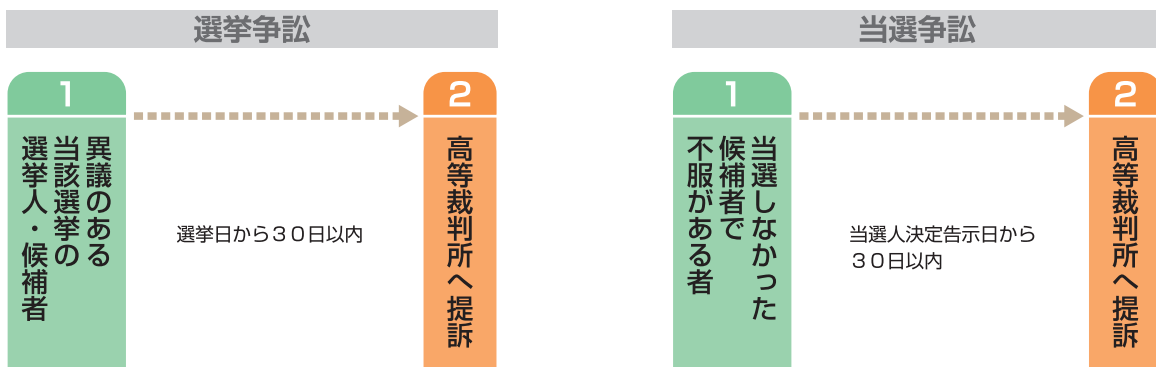 選挙争訟
1
異議のある
当該選挙の
選挙人・候補者
選挙日から30日以内
2
高等裁判所へ提訴
当選争訟
1
当選しなかった
候補者で
不服がある者
当選人決定告示日から
30日以内
2
高等裁判所へ提訴